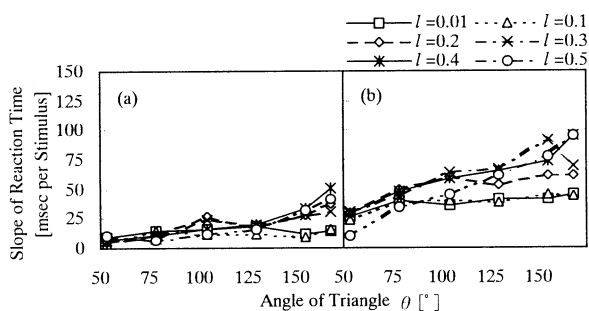 l =0.01 l =0.1
l =0.2 l =0.3
l =0.4 l =0.5
150
125
100
75
50
25
0
Slope of Reaction Time
[msec per Stimulus]
(a) (b)
50 75 100 125 150 50 75 100 125 150
Angle of Triangle θ [°]